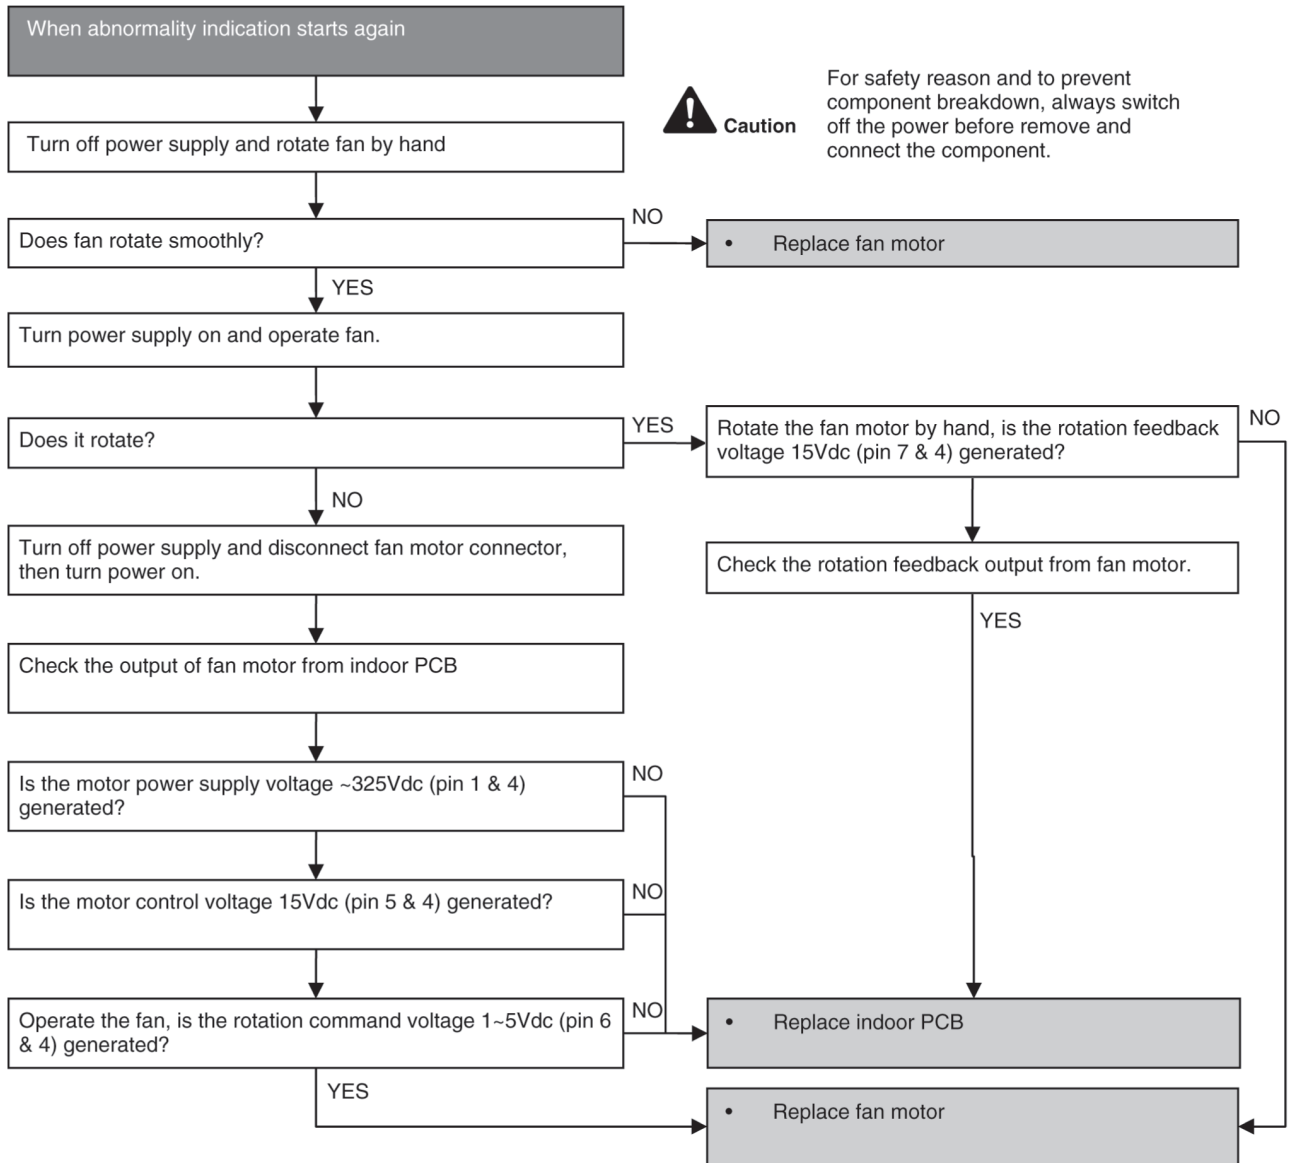 When abnormality indication starts again
For safety reason and to prevent
component breakdown, always switch
off the power before remove and
connect the component.
Caution
Turn off power supply and rotate fan by hand
Does fan rotate smoothly?
NO
• Replace fan motor
YES
Turn power supply on and operate fan.
Does it rotate?
YES
Rotate the fan motor by hand, is the rotation feedback
voltage 15Vdc (pin 7 & 4) generated?
NO
NO
Turn off power supply and disconnect fan motor connector,
then turn power on.
Check the rotation feedback output from fan motor.
YES
Check the output of fan motor from indoor PCB
Is the motor power supply voltage ~325Vdc (pin 1 & 4)
generated?
NO
Is the motor control voltage 15Vdc (pin 5 & 4) generated?
NO
Operate the fan, is the rotation command voltage 1~5Vdc (pin 6
& 4) generated?
NO
• Replace indoor PCB
YES
• Replace fan motor